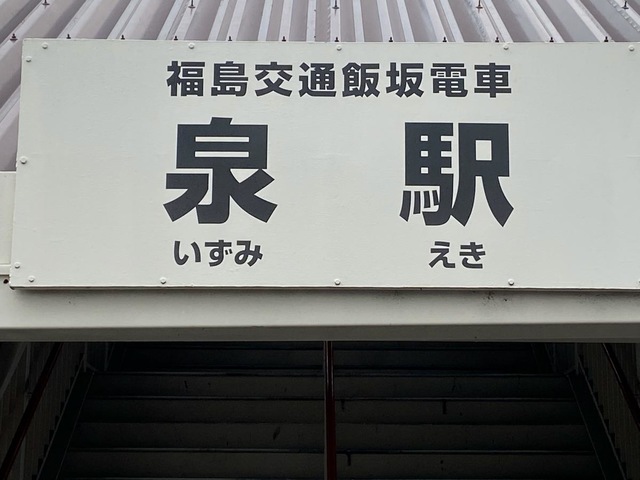 福島交通飯坂電車
泉 駅
いずみ えき